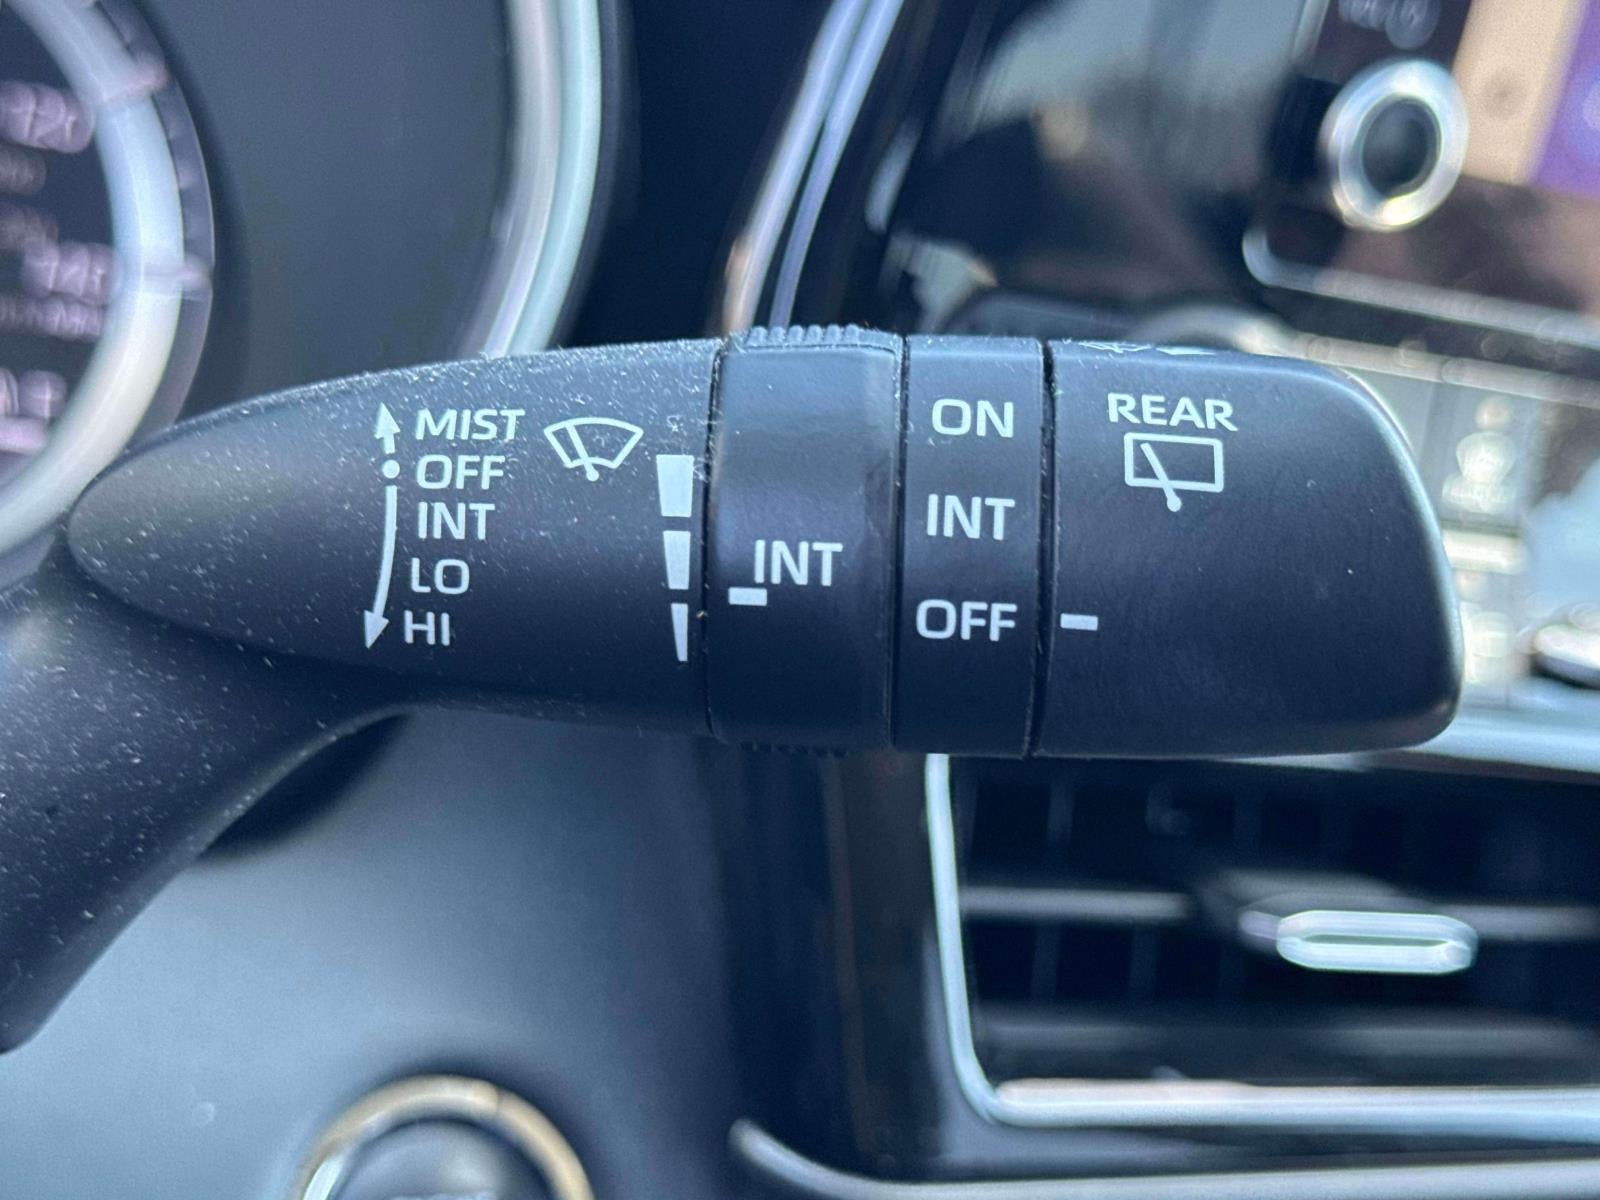 MIST
OFF
INT
LO
HI
INT
ON
INT
OFF
REAR